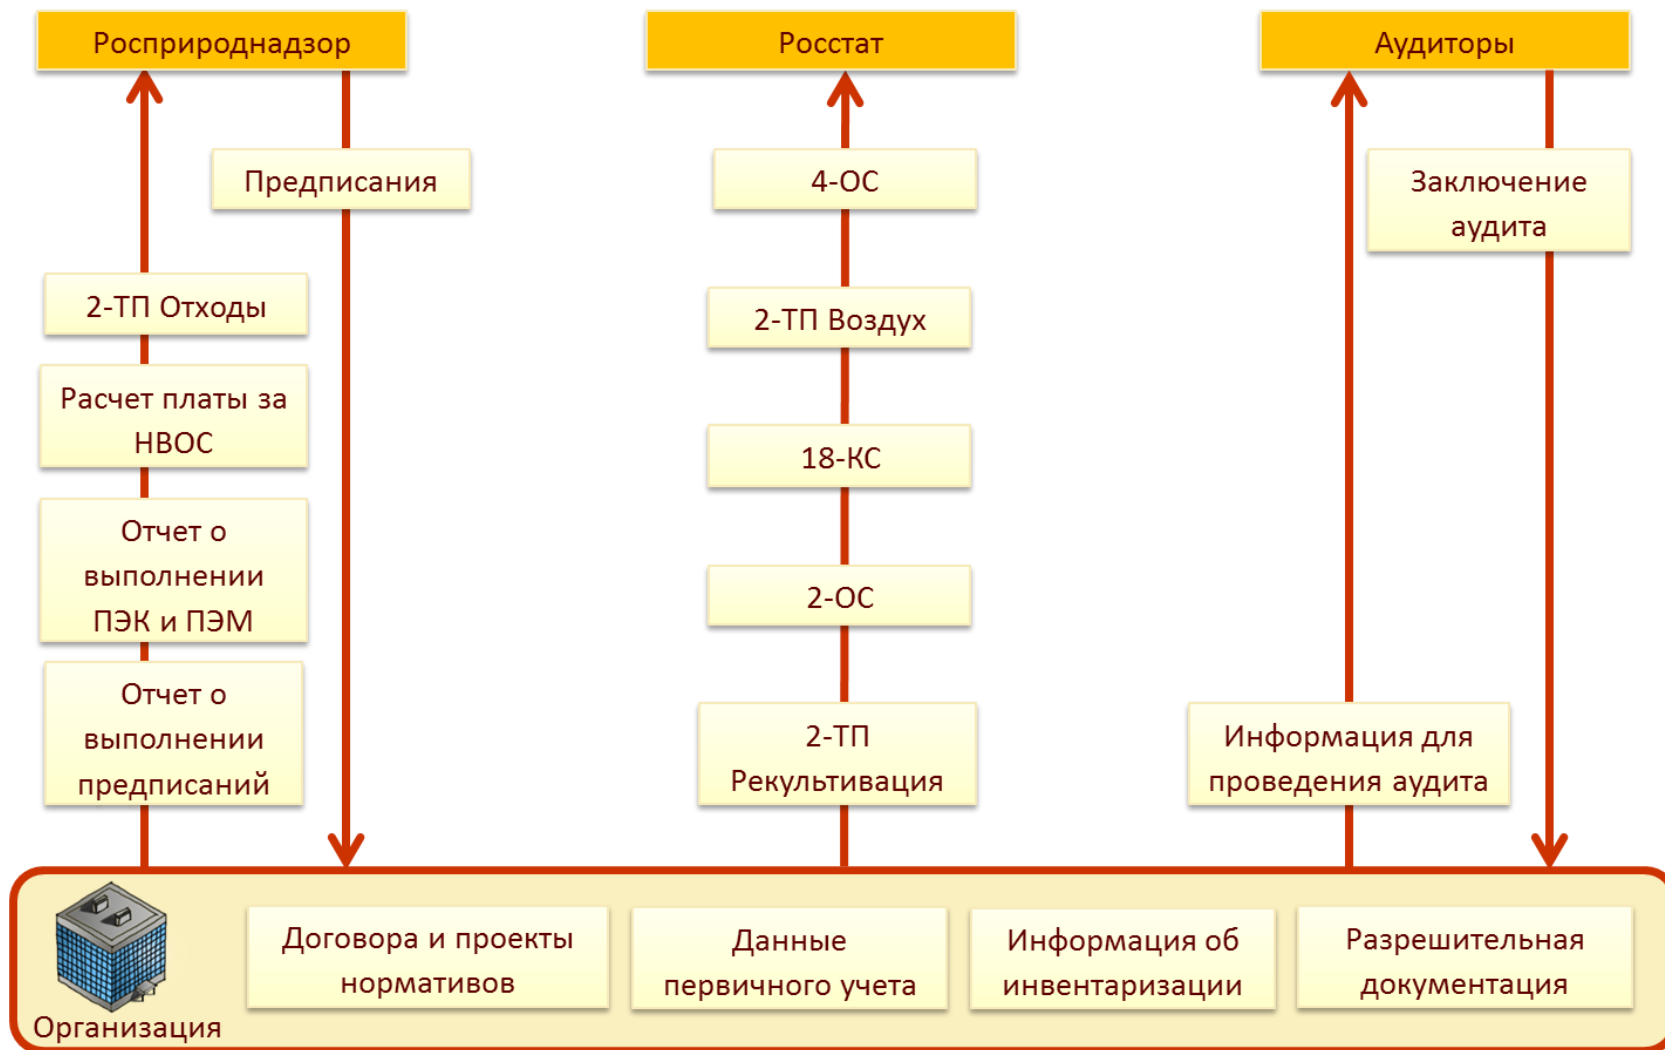 Росприроднадзор
Росстат
Аудиторы
Предписания
4-ОС
Заключение
аудита
2-ТП Отходы
2-ТП Воздух
Расчет платы за
НВОС
18-КС
Отчет о
выполнении
ПЭК и ПЭМ
2-ОС
Отчет о
выполнении
предписаний
2-ТП
Рекультивация
Информация для
проведения аудита
Договора и проекты
нормативов
Данные
первичного учета
Информация об
инвентаризации
Разрешительная
документация
Организация